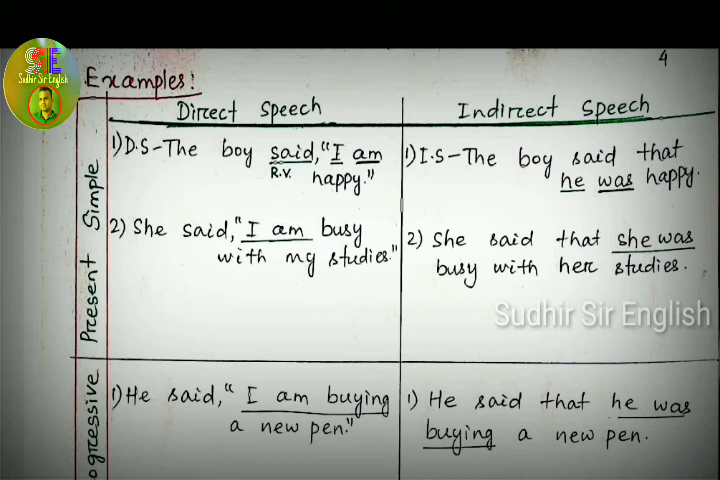 SE
Sudhir Sir English
4
Examples:
Direct Speech
Indirect Speech
Present Simple
1) D.S-The boy said, "I am
R.V.
happy."
1) I.S-The boy said that
he was happy.
2) She said, "I am busy
with my studies."
2) She said that she was
busy with her studies.
Sudhir Sir English
ogressive
1) He said, "I am buying
a new pen."
1) He said that he was
buying a new pen.